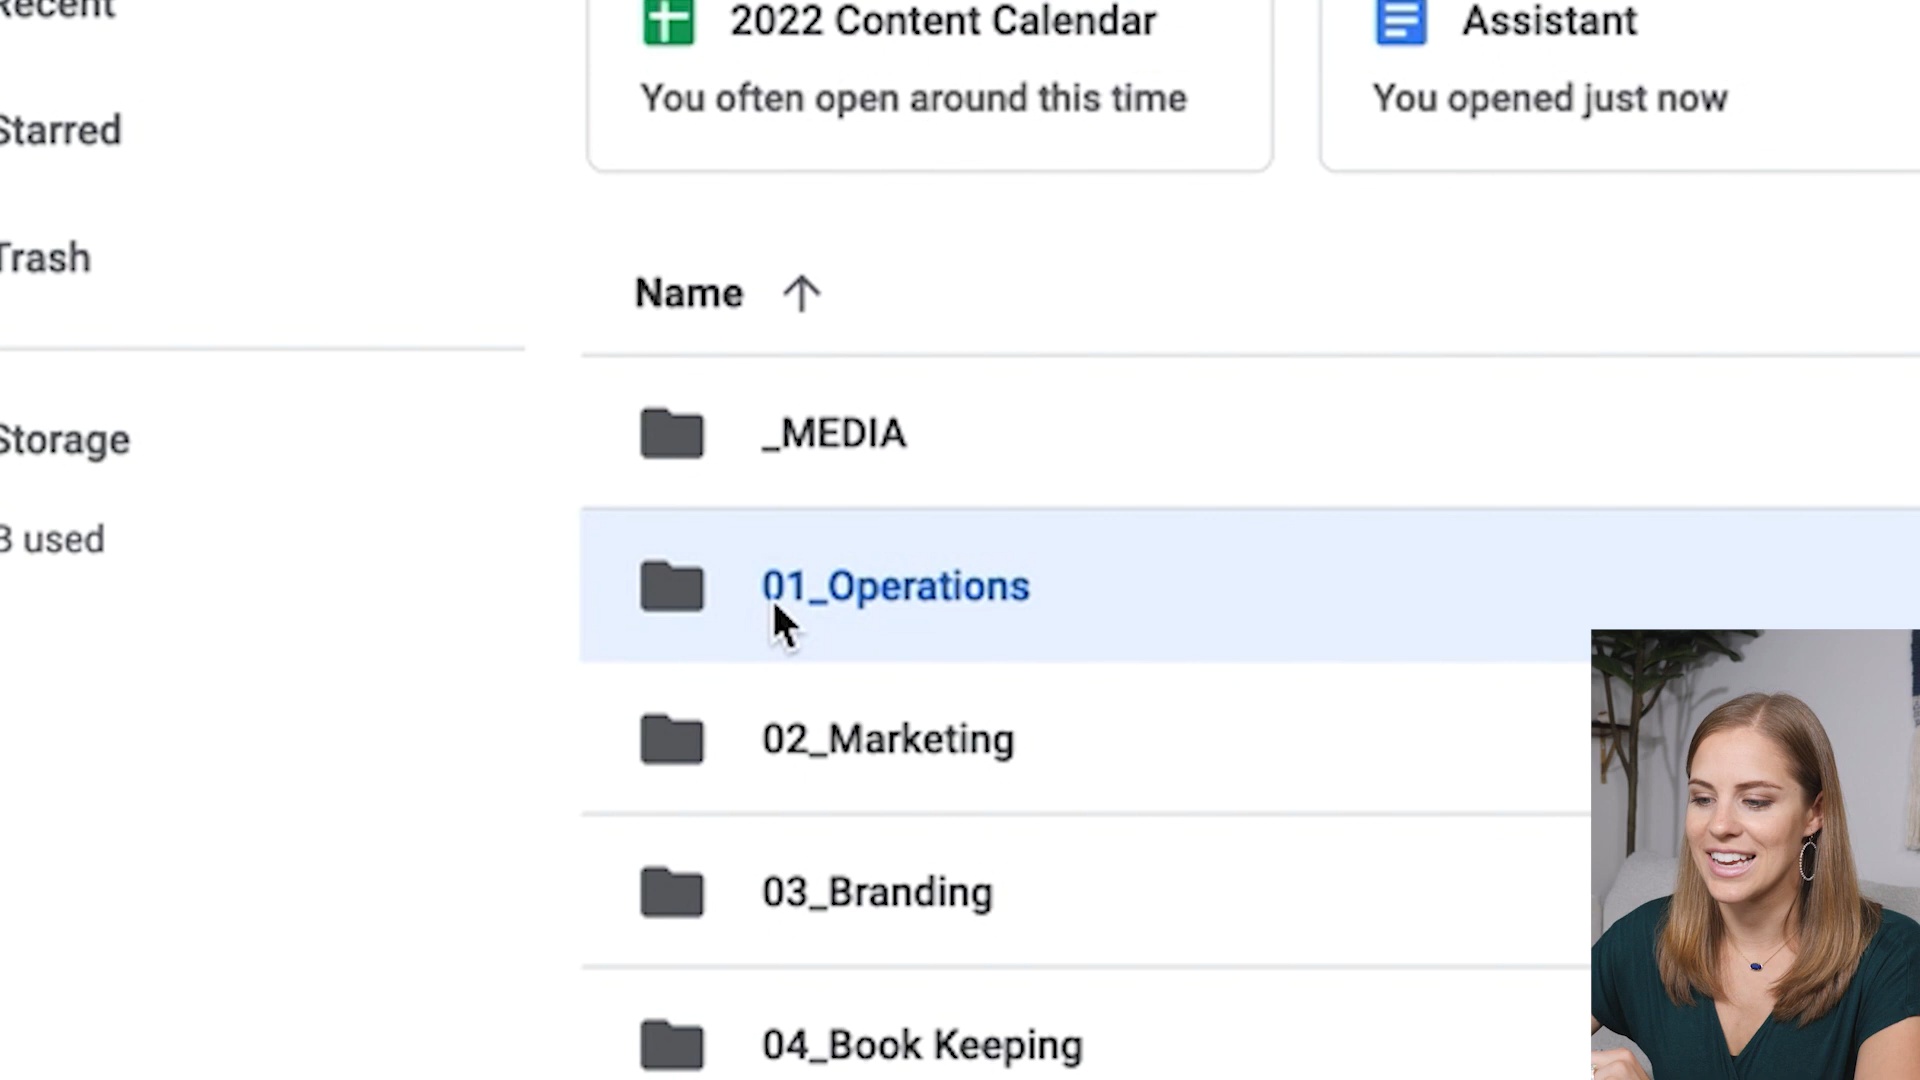 Recent
2022 Content Calendar
Assistant
You often open around this time
You opened just now
Starred
Trash
Name
Storage
_MEDIA
B used
01_Operations
02_Marketing
03_Branding
04_Book Keeping